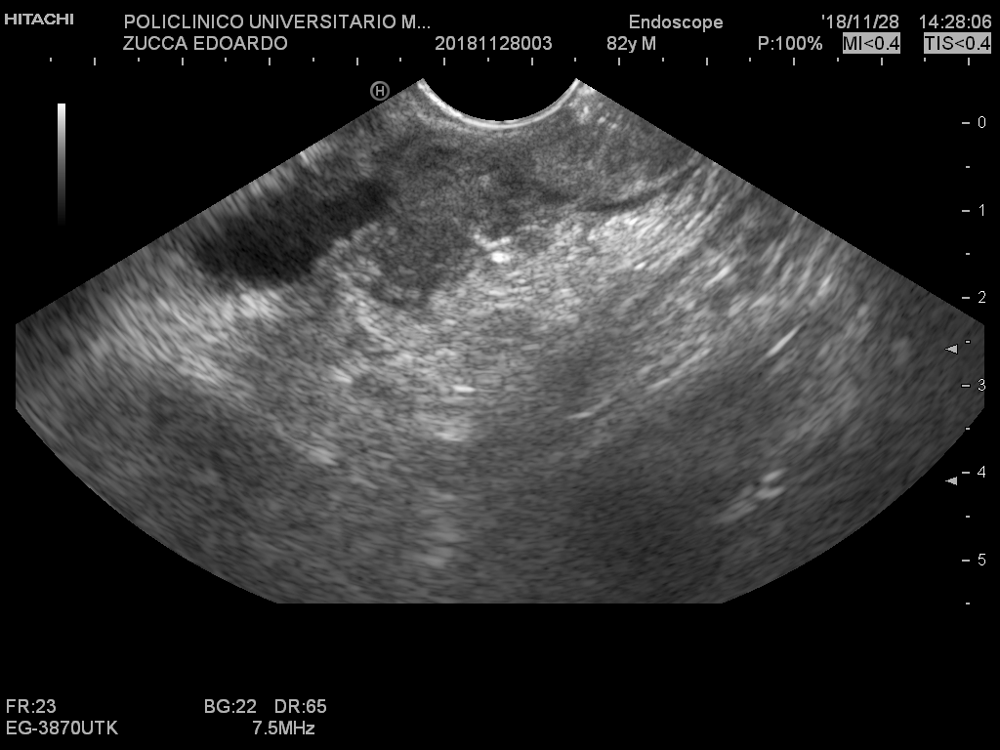 HITACHI POLICLINICO UNIVERSITARIO M... Endoscope '18/11/28 14:28:06
ZUCCA EDOARDO 20181128003 82y M P:100% MI<0.4 TIS<0.4
H
0
1
2
3
4
5
FR:23 BG:22 DR:65
EG-3870UTK 7.5MHz